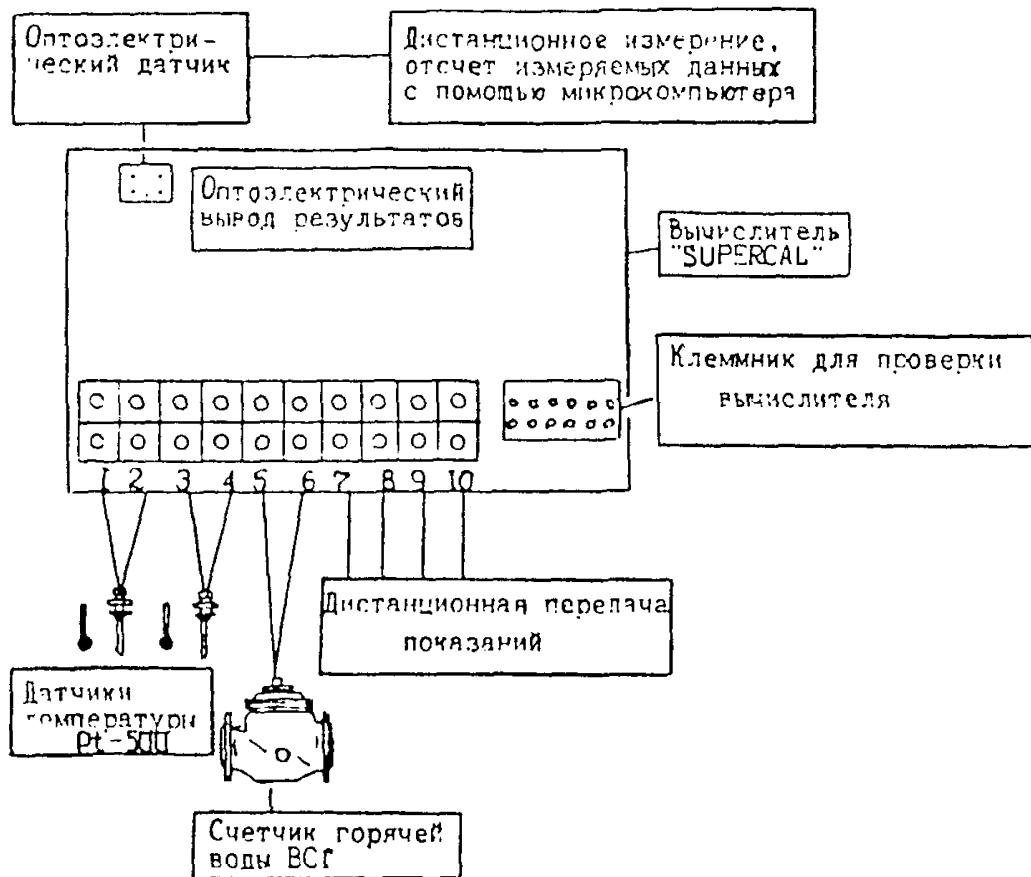 Оптоэлектри-
ческий датчик
Дистанционное измерение,
отсчет измеряемых данных
с помощью микрокомпьютера
Оптоэлектрический
вывод результатов
Вычислитель
"SUPERCAL"
Клеммник для проверки
вычислителя
1 2 3 4 5 6 7 8 9 10
Дистанционная передача
показаний
Датчики
температуры
Pt-500
Счетчик горячей
воды ВСГ